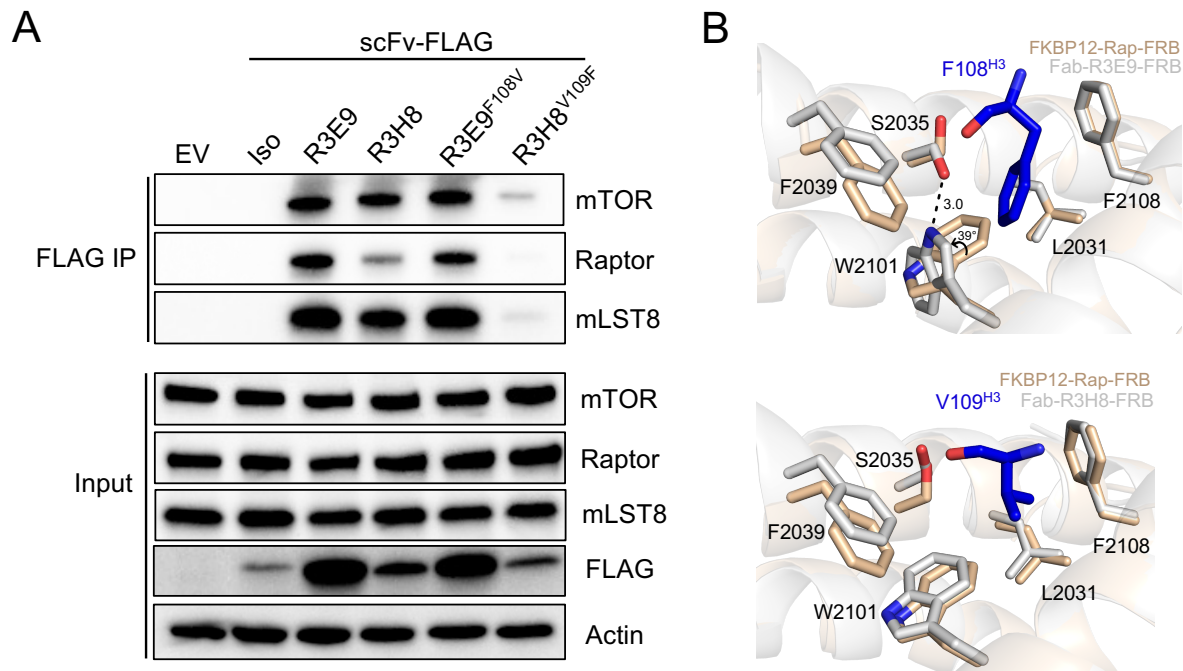 A
scFv-FLAG
EV Iso R3E9 R3H8 R3E9F108V R3H8V109F
FLAG IP
mTOR
Raptor
mLST8
Input
mTOR
Raptor
mLST8
FLAG
Actin
B
FKBP12-Rap-FRB
Fab-R3E9-FRB
F108H3
S2035
F2039
F2108
3.0
39°
L2031
W2101
FKBP12-Rap-FRB
Fab-R3H8-FRB
V109H3
S2035
F2039
F2108
L2031
W2101